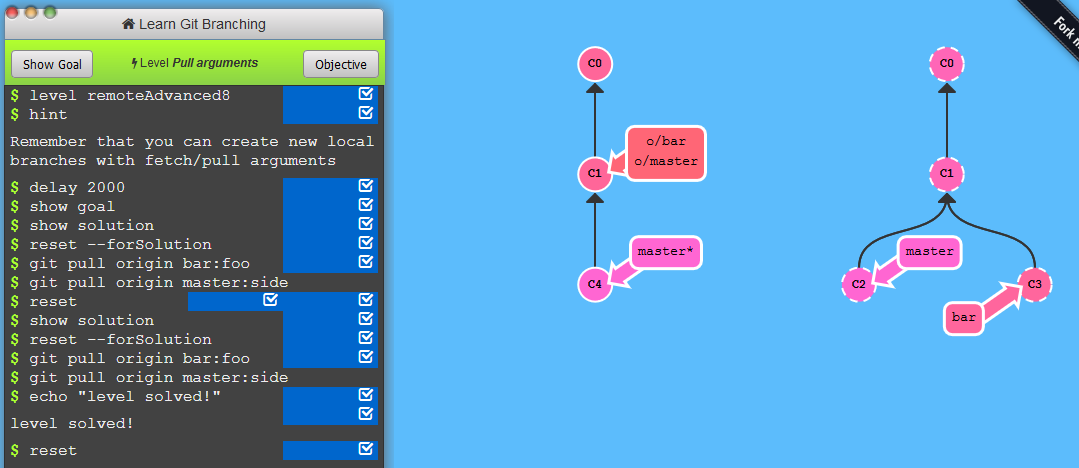 Learn Git Branching
Show Goal
Level Pull arguments
Objective
$ level remoteAdvanced8
$ hint
Remember that you can create new local
branches with fetch/pull arguments
$ delay 2000
$ show goal
$ show solution
$ reset --forSolution
$ git pull origin bar:foo
$ git pull origin master:side
$ reset
$ show solution
$ reset --forSolution
$ git pull origin bar:foo
$ git pull origin master:side
$ echo "level solved!"
level solved!
$ reset
C0
o/bar
o/master
C1
master*
C4
C0
C1
master
C2
C3
bar
Fork